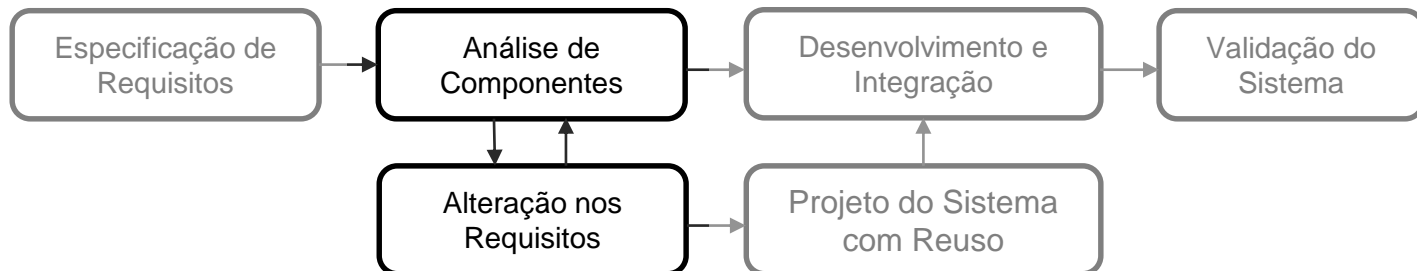 Especificação de
Requisitos
Análise de
Componentes
Desenvolvimento e
Integração
Validação do
Sistema
Alteração nos
Requisitos
Projeto do Sistema
com Reuso